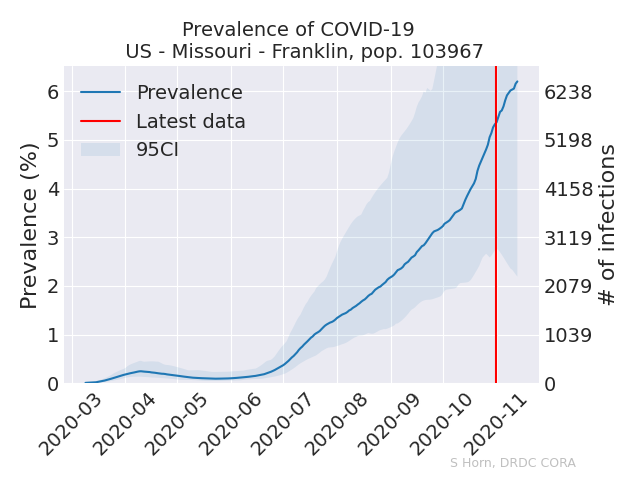 Prevalence of COVID-19
US - Missouri - Franklin, pop. 103967
Prevalence
Latest data
95CI
Prevalence (%)
6
5
4
3
2
1
0
6238
5198
4158
3119
2079
1039
0
# of infections
2020-03
2020-04
2020-05
2020-06
2020-07
2020-08
2020-09
2020-10
2020-11
S Horn, DRDC CORA